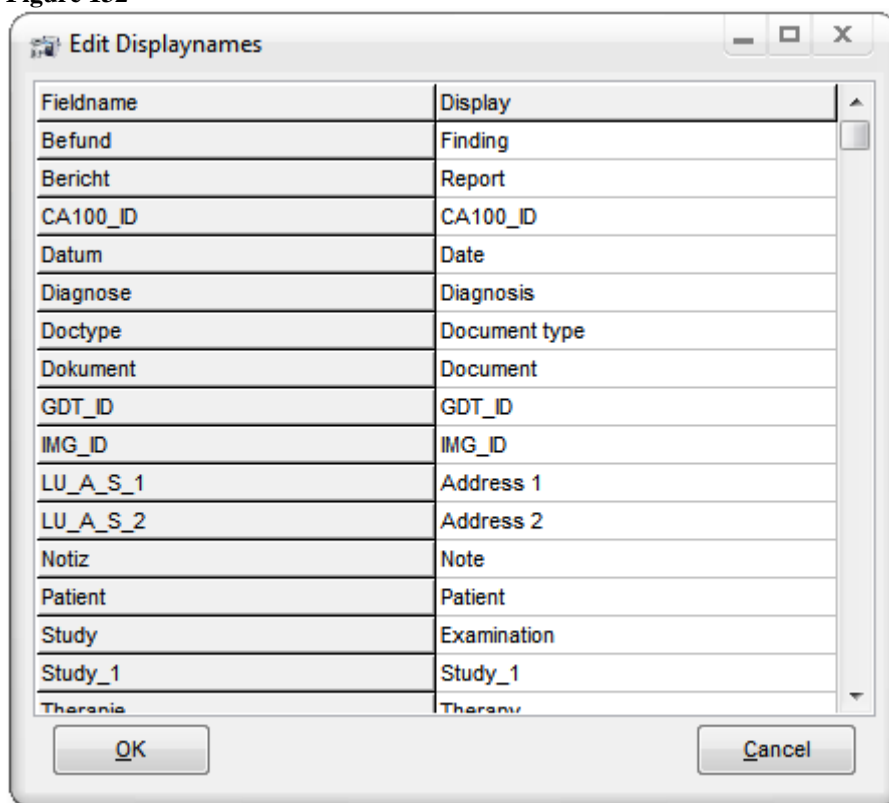 Figure 132
Edit Displaynames
Fieldname Display
Befund Finding
Bericht Report
CA100_ID CA100_ID
Datum Date
Diagnose Diagnosis
Doctype Document type
Dokument Document
GDT_ID GDT_ID
IMG_ID IMG_ID
LU_A_S_1 Address 1
LU_A_S_2 Address 2
Notiz Note
Patient Patient
Study Examination
Study_1 Study_1
Therapie Therapy
OK Cancel